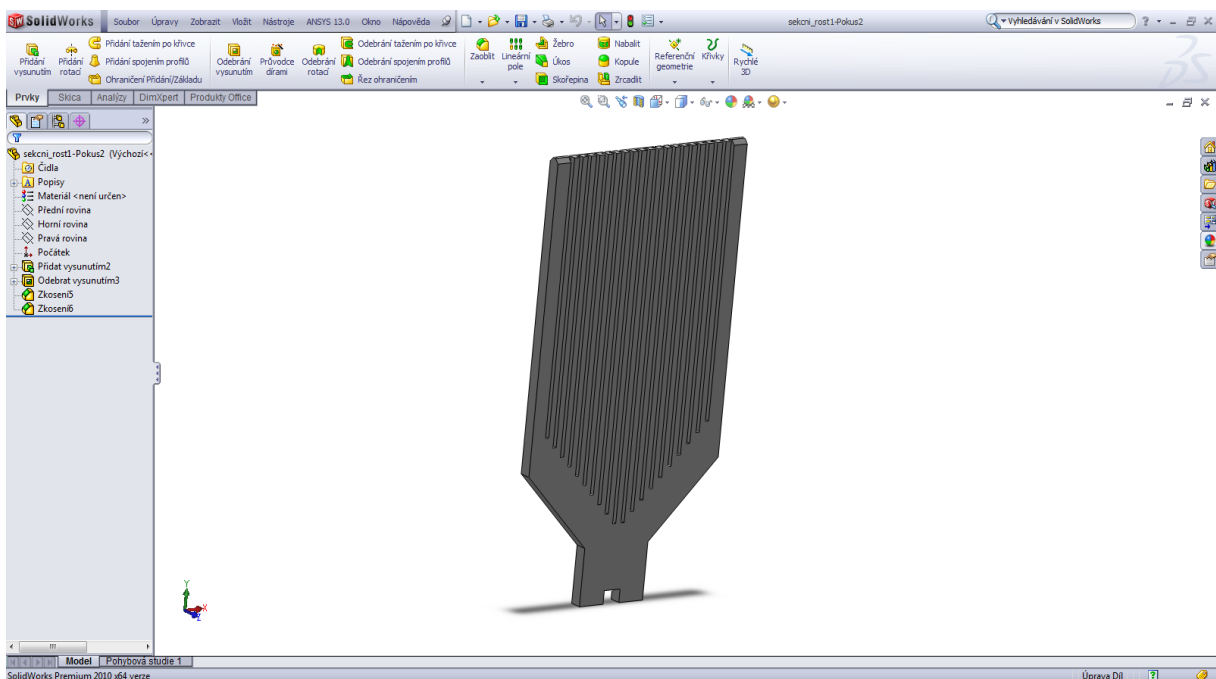 SolidWorks Soubor Úpravy Zobrazit Vložit Nástroje ANSYS 13.0 Okno Nápověda sekcni_rost1-Pokus2 Vyhledávání v SolidWorks ?
Přidání vysunutím
Přidání rotací
Přidání tažením po křivce
Přidání spojením profilů
Ohraničení Přidání/Základu
Odebrání vysunutím
Průvodce dírami
Odebrání rotací
Odebrání tažením po křivce
Odebrání spojením profilů
Řez ohraničením
Zaoblit
Lineární pole
Žebro
Úkos
Skořepina
Nabalit
Kopule
Zrcadlit
Referenční geometrie
Křivky
Rychlé 3D
3DS
Prvky Skica Analýzy DimXpert Produkty Office
»
sekcni_rost1-Pokus2 (Výchozí<
Čidla
A Popisy
Materiál <není určen>
Přední rovina
Horní rovina
Pravá rovina
Počátek
Přidat vysunutím2
Odebrat vysunutím3
Zkosení5
Zkosení6
Y
X
Z
Model Pohybová studie 1
SolidWorks Premium 2010 x64 verze Úprava Díl ?